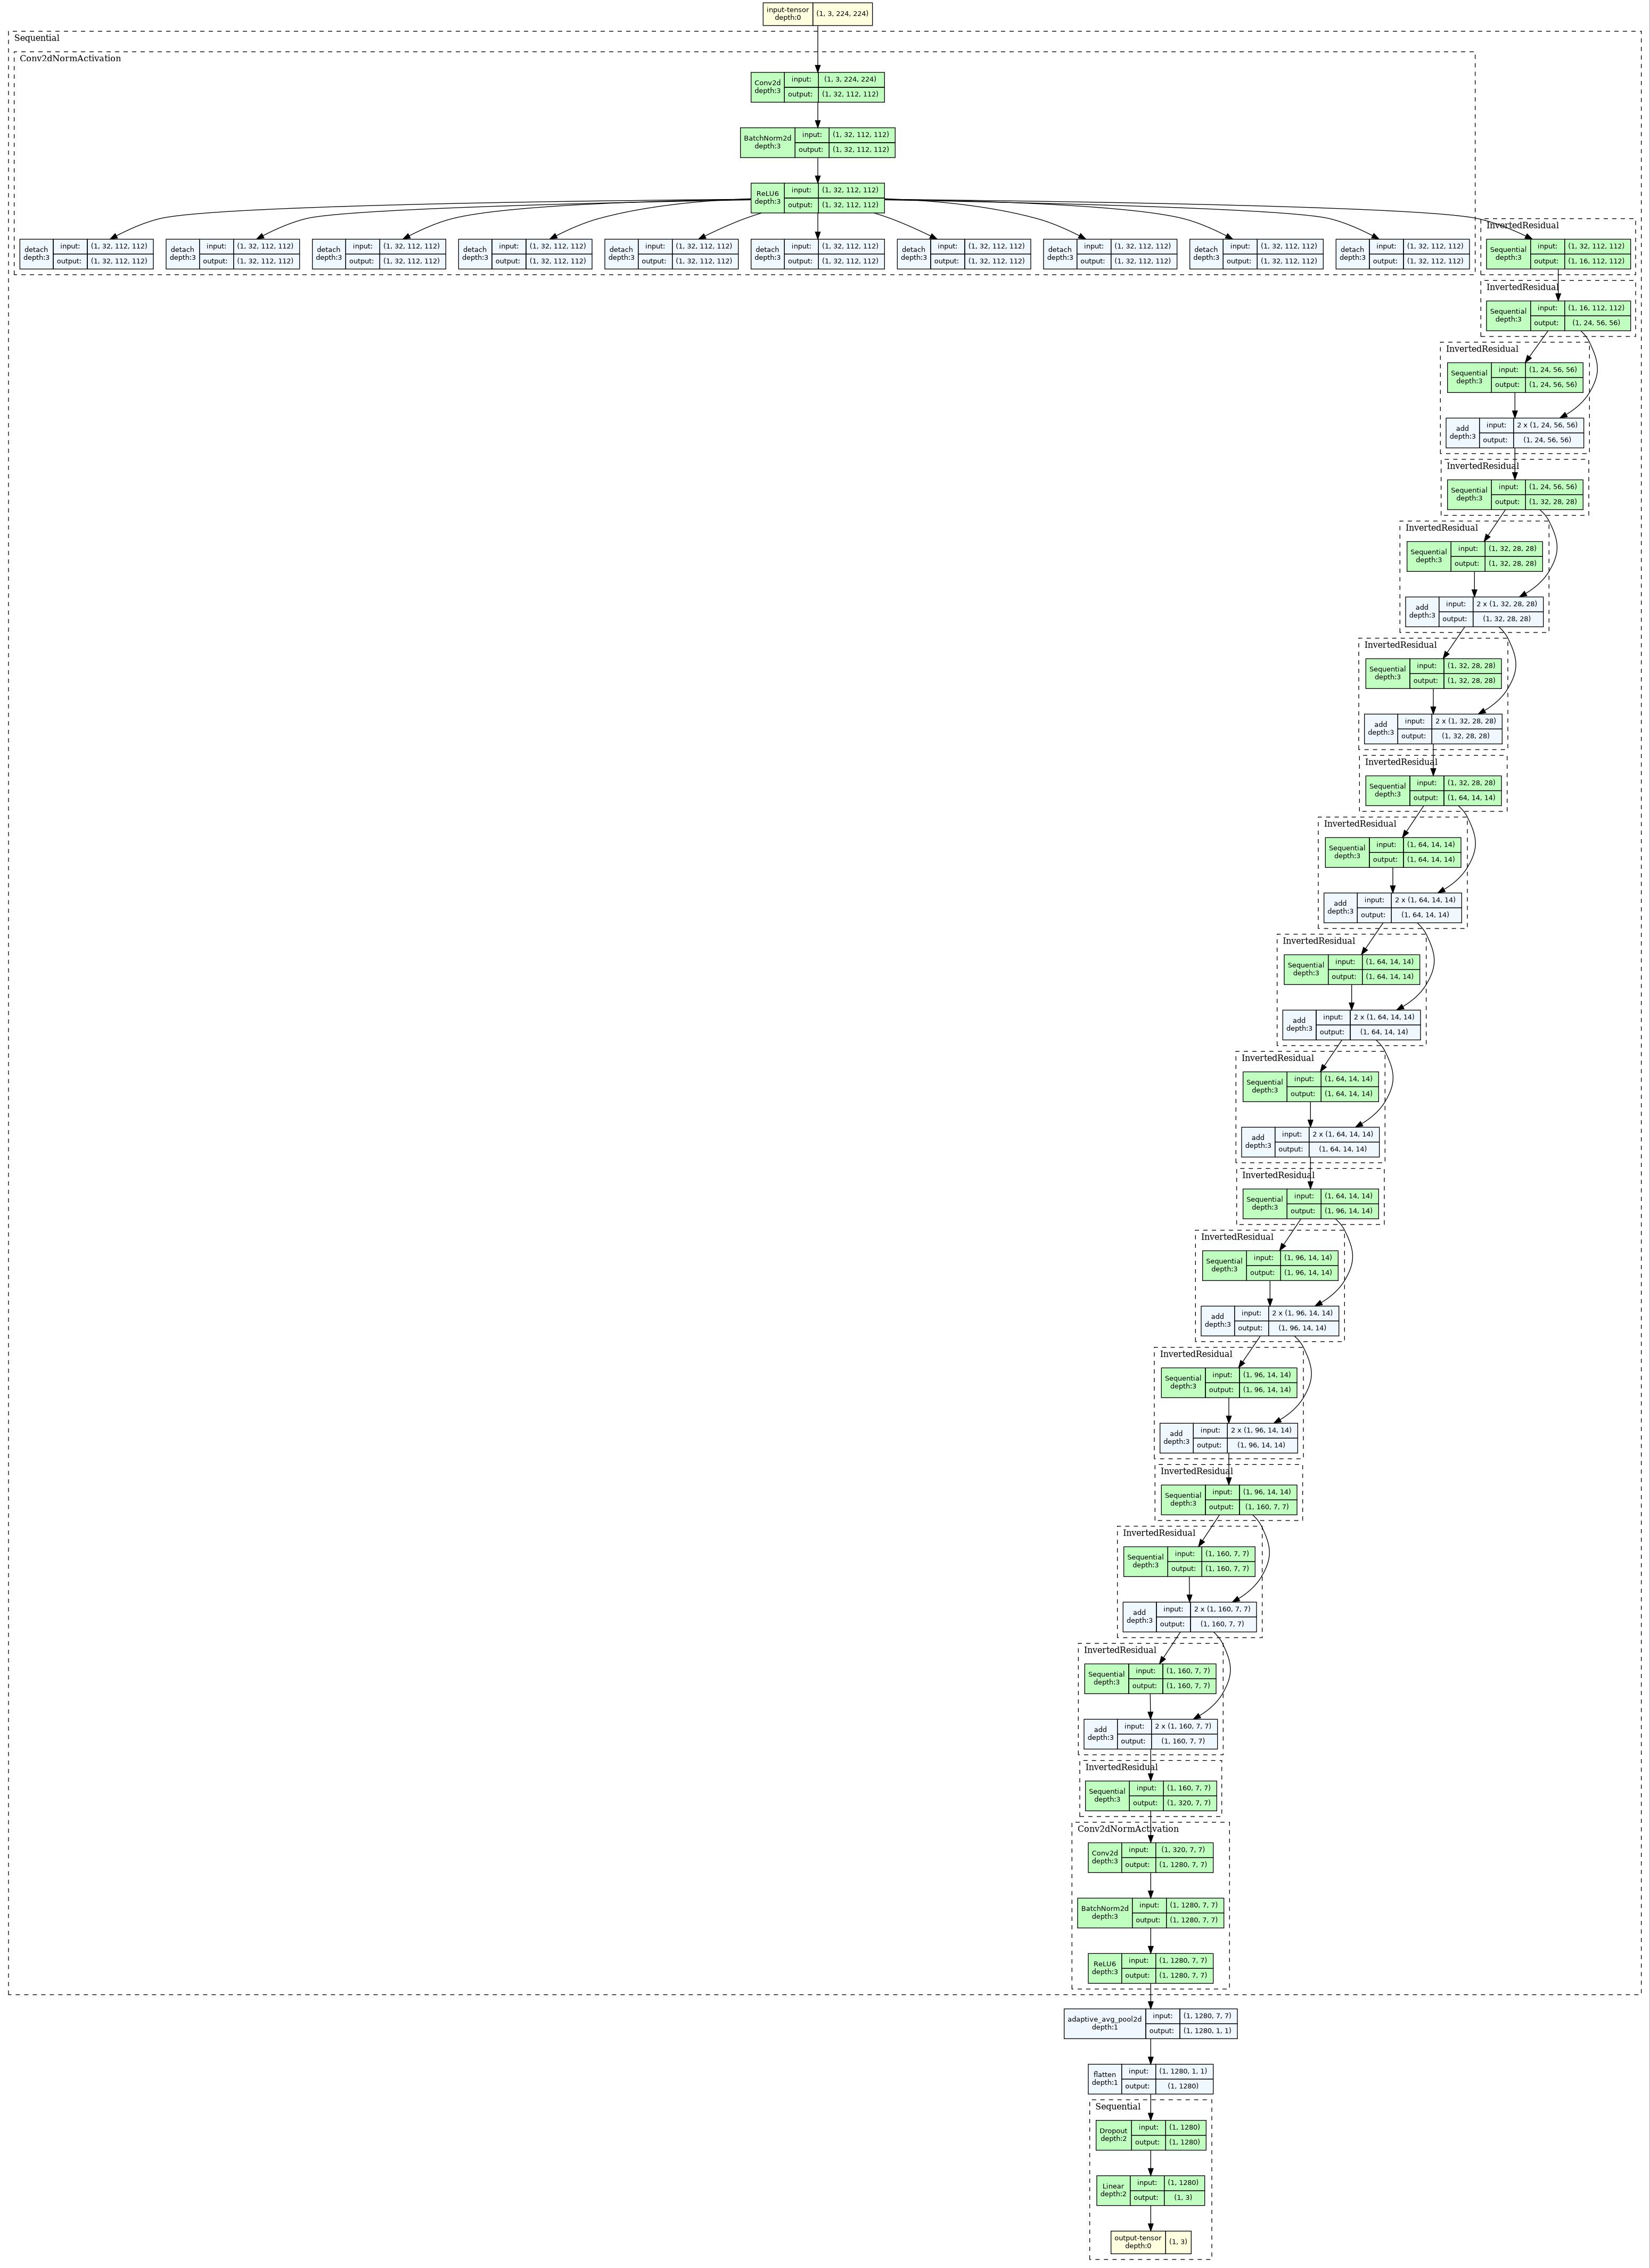 input-tensor
depth:0
(1, 3, 224, 224)
Sequential
Conv2dNormActivation
Conv2d
depth:3
input:
(1, 3, 224, 224)
output:
(1, 32, 112, 112)
BatchNorm2d
depth:3
input:
(1, 32, 112, 112)
output:
(1, 32, 112, 112)
ReLU6
depth:3
input:
(1, 32, 112, 112)
output:
(1, 32, 112, 112)
detach
depth:3
input:
(1, 32, 112, 112)
output:
(1, 32, 112, 112)
detach
depth:3
input:
(1, 32, 112, 112)
output:
(1, 32, 112, 112)
detach
depth:3
input:
(1, 32, 112, 112)
output:
(1, 32, 112, 112)
detach
depth:3
input:
(1, 32, 112, 112)
output:
(1, 32, 112, 112)
detach
depth:3
input:
(1, 32, 112, 112)
output:
(1, 32, 112, 112)
detach
depth:3
input:
(1, 32, 112, 112)
output:
(1, 32, 112, 112)
detach
depth:3
input:
(1, 32, 112, 112)
output:
(1, 32, 112, 112)
detach
depth:3
input:
(1, 32, 112, 112)
output:
(1, 32, 112, 112)
detach
depth:3
input:
(1, 32, 112, 112)
output:
(1, 32, 112, 112)
detach
depth:3
input:
(1, 32, 112, 112)
output:
(1, 32, 112, 112)
InvertedResidual
Sequential
depth:3
input:
(1, 32, 112, 112)
output:
(1, 16, 112, 112)
InvertedResidual
Sequential
depth:3
input:
(1, 16, 112, 112)
output:
(1, 24, 56, 56)
InvertedResidual
Sequential
depth:3
input:
(1, 24, 56, 56)
output:
(1, 24, 56, 56)
add
depth:3
input:
2 x (1, 24, 56, 56)
output:
(1, 24, 56, 56)
InvertedResidual
Sequential
depth:3
input:
(1, 24, 56, 56)
output:
(1, 32, 28, 28)
InvertedResidual
Sequential
depth:3
input:
(1, 32, 28, 28)
output:
(1, 32, 28, 28)
add
depth:3
input:
2 x (1, 32, 28, 28)
output:
(1, 32, 28, 28)
InvertedResidual
Sequential
depth:3
input:
(1, 32, 28, 28)
output:
(1, 32, 28, 28)
add
depth:3
input:
2 x (1, 32, 28, 28)
output:
(1, 32, 28, 28)
InvertedResidual
Sequential
depth:3
input:
(1, 32, 28, 28)
output:
(1, 64, 14, 14)
InvertedResidual
Sequential
depth:3
input:
(1, 64, 14, 14)
output:
(1, 64, 14, 14)
add
depth:3
input:
2 x (1, 64, 14, 14)
output:
(1, 64, 14, 14)
InvertedResidual
Sequential
depth:3
input:
(1, 64, 14, 14)
output:
(1, 64, 14, 14)
add
depth:3
input:
2 x (1, 64, 14, 14)
output:
(1, 64, 14, 14)
InvertedResidual
Sequential
depth:3
input:
(1, 64, 14, 14)
output:
(1, 64, 14, 14)
add
depth:3
input:
2 x (1, 64, 14, 14)
output:
(1, 64, 14, 14)
InvertedResidual
Sequential
depth:3
input:
(1, 64, 14, 14)
output:
(1, 96, 14, 14)
InvertedResidual
Sequential
depth:3
input:
(1, 96, 14, 14)
output:
(1, 96, 14, 14)
add
depth:3
input:
2 x (1, 96, 14, 14)
output:
(1, 96, 14, 14)
InvertedResidual
Sequential
depth:3
input:
(1, 96, 14, 14)
output:
(1, 96, 14, 14)
add
depth:3
input:
2 x (1, 96, 14, 14)
output:
(1, 96, 14, 14)
InvertedResidual
Sequential
depth:3
input:
(1, 96, 14, 14)
output:
(1, 160, 7, 7)
InvertedResidual
Sequential
depth:3
input:
(1, 160, 7, 7)
output:
(1, 160, 7, 7)
add
depth:3
input:
2 x (1, 160, 7, 7)
output:
(1, 160, 7, 7)
InvertedResidual
Sequential
depth:3
input:
(1, 160, 7, 7)
output:
(1, 160, 7, 7)
add
depth:3
input:
2 x (1, 160, 7, 7)
output:
(1, 160, 7, 7)
InvertedResidual
Sequential
depth:3
input:
(1, 160, 7, 7)
output:
(1, 320, 7, 7)
Conv2dNormActivation
Conv2d
depth:3
input:
(1, 320, 7, 7)
output:
(1, 1280, 7, 7)
BatchNorm2d
depth:3
input:
(1, 1280, 7, 7)
output:
(1, 1280, 7, 7)
ReLU6
depth:3
input:
(1, 1280, 7, 7)
output:
(1, 1280, 7, 7)
adaptive_avg_pool2d
depth:1
input:
(1, 1280, 7, 7)
output:
(1, 1280, 1, 1)
flatten
depth:1
input:
(1, 1280, 1, 1)
output:
(1, 1280)
Sequential
Dropout
depth:2
input:
(1, 1280)
output:
(1, 1280)
Linear
depth:2
input:
(1, 1280)
output:
(1, 3)
output-tensor
depth:0
(1, 3)